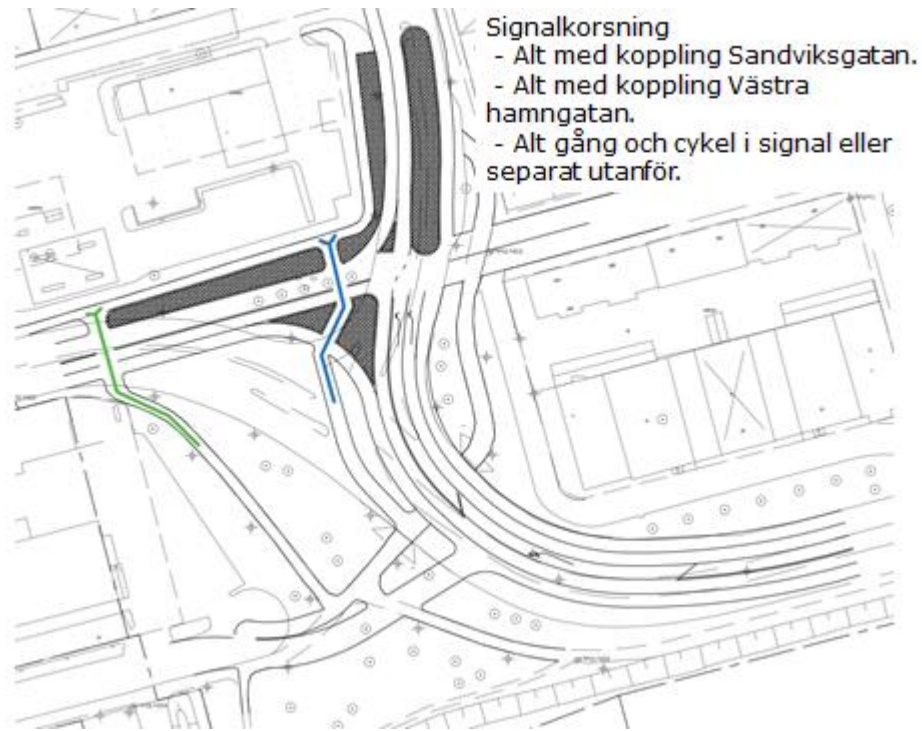 Signalkorsning
- Alt med koppling Sandviksgatan.
- Alt med koppling Västra
hamngatan.
- Alt gång och cykel i signal eller
separat utanför.